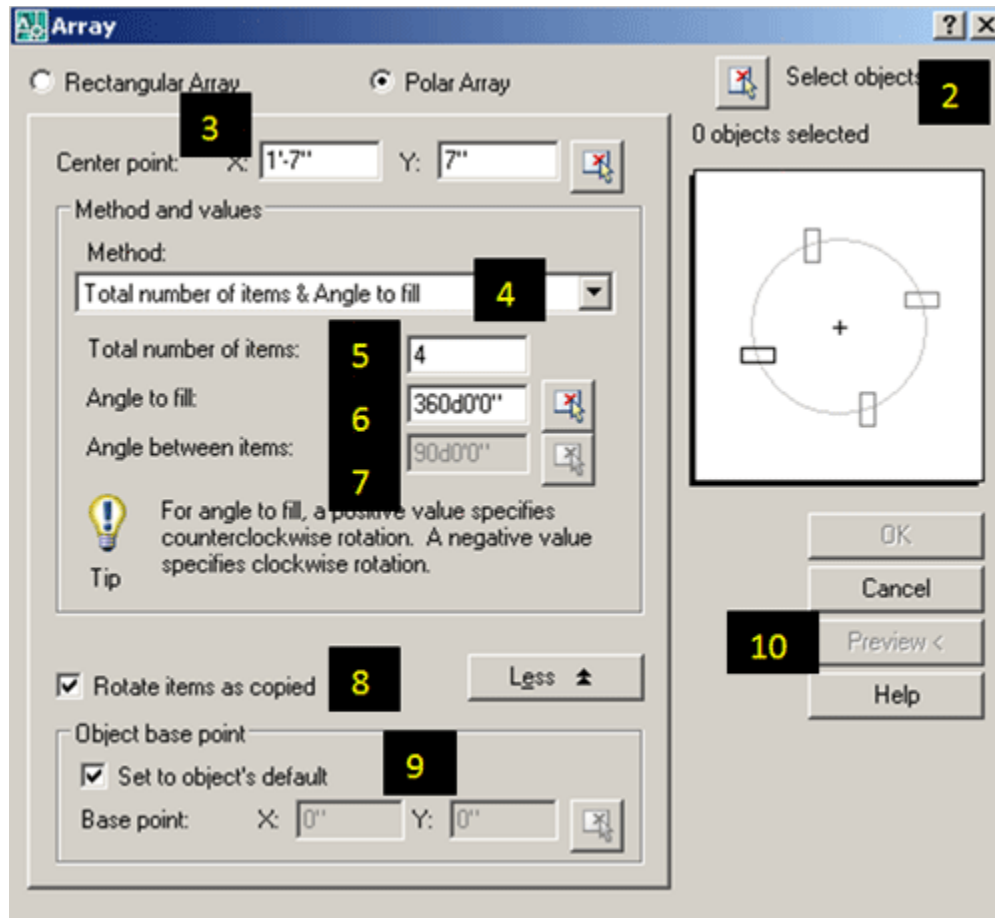 Array
Rectangular Array Polar Array Select objects 2
3 0 objects selected
Center point: X: 1'-7" Y: 7"
Method and values
Method:
Total number of items & Angle to fill 4
Total number of items: 5 4
Angle to fill: 6 360d0'0"
Angle between items: 7 90d0'0"
For angle to fill, a positive value specifies
counterclockwise rotation. A negative value
specifies clockwise rotation.
Tip
OK
Cancel
10 Preview <
Help
Rotate items as copied 8 Less
Object base point
Set to object's default 9
Base point: X: 0" Y: 0"